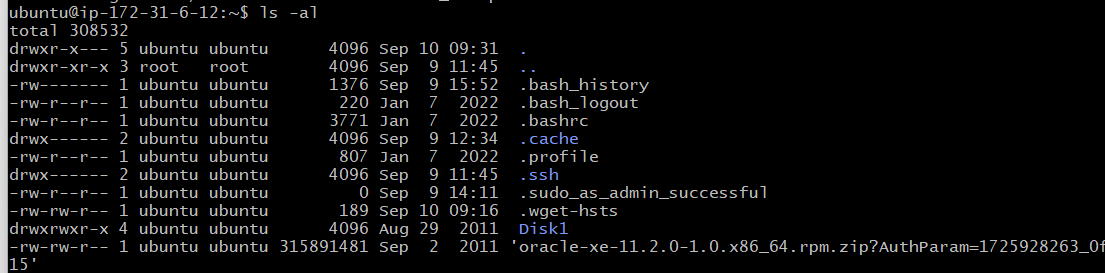 ubuntu@ip-172-31-6-12:~$ ls -al
total 308532
drwxr-x--- 5 ubuntu ubuntu      4096 Sep 10 09:31  .
drwxr-xr-x 3 root   root        4096 Sep  9 11:45  ..
-rw------- 1 ubuntu ubuntu      1376 Sep  9 15:52  .bash_history
-rw-r--r-- 1 ubuntu ubuntu       220 Jan  7  2022  .bash_logout
-rw-r--r-- 1 ubuntu ubuntu      3771 Jan  7  2022  .bashrc
drwx------ 2 ubuntu ubuntu      4096 Sep  9 12:34  .cache
-rw-r--r-- 1 ubuntu ubuntu       807 Jan  7  2022  .profile
drwx------ 2 ubuntu ubuntu      4096 Sep  9 11:45  .ssh
-rw-r--r-- 1 ubuntu ubuntu         0 Sep  9 14:11  .sudo_as_admin_successful
-rw-rw-r-- 1 ubuntu ubuntu       189 Sep 10 09:16  .wget-hsts
drwxrwxr-x 4 ubuntu ubuntu      4096 Aug 29  2011  Disk1
-rw-rw-r-- 1 ubuntu ubuntu 315891481 Sep  2  2011 'oracle-xe-11.2.0-1.0.x86_64.rpm.zip?AuthParam=1725928263_0f
15'